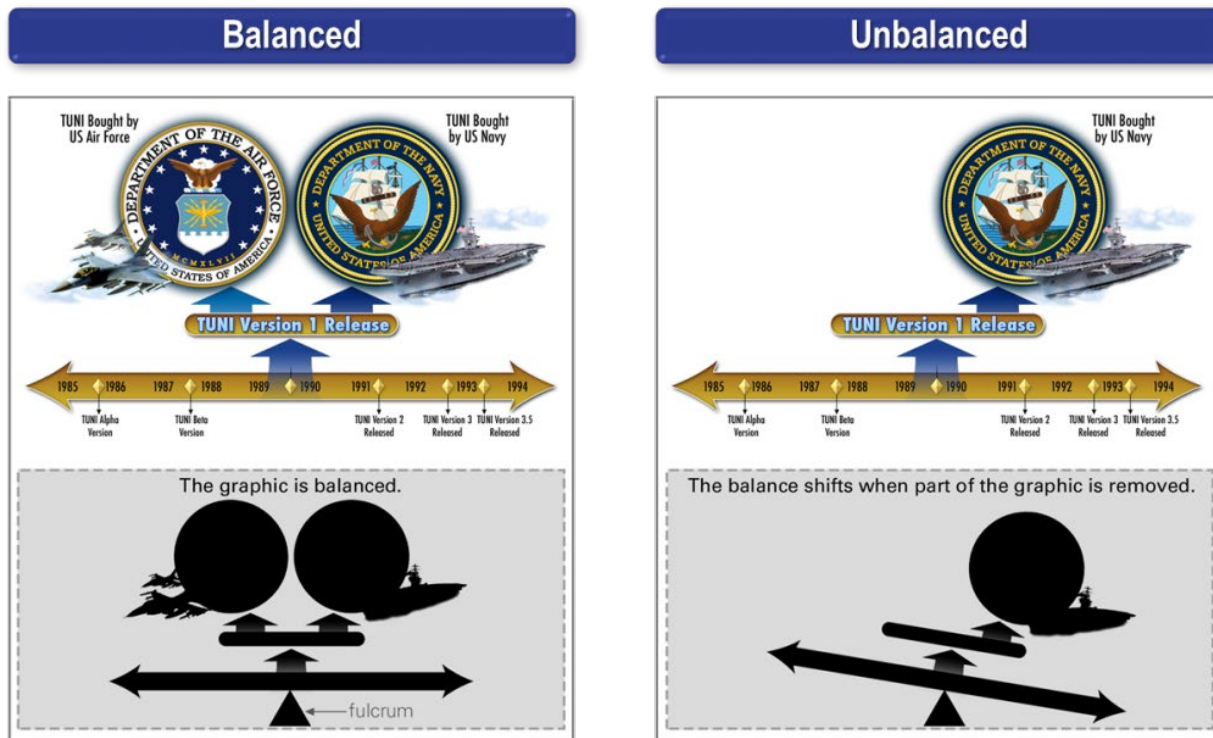 Balanced
TUNI Bought by
US Air Force
TUNI Bought
by US Navy
DEPARTMENT OF THE AIR FORCE
UNITED STATES OF AMERICA
MCMXLVII
DEPARTMENT OF THE NAVY
UNITED STATES OF AMERICA
TUNI Version 1 Release
1985 1986 1987 1988 1989 1990 1991 1992 1993 1994
TUNI Alpha
Version
TUNI Beta
Version
TUNI Version 2
Released
TUNI Version 3
Released
TUNI Version 3.5
Released
The graphic is balanced.
fulcrum
Unbalanced
TUNI Bought
by US Navy
DEPARTMENT OF THE NAVY
UNITED STATES OF AMERICA
TUNI Version 1 Release
1985 1986 1987 1988 1989 1990 1991 1992 1993 1994
TUNI Alpha
Version
TUNI Beta
Version
TUNI Version 2
Released
TUNI Version 3
Released
TUNI Version 3.5
Released
The balance shifts when part of the graphic is removed.